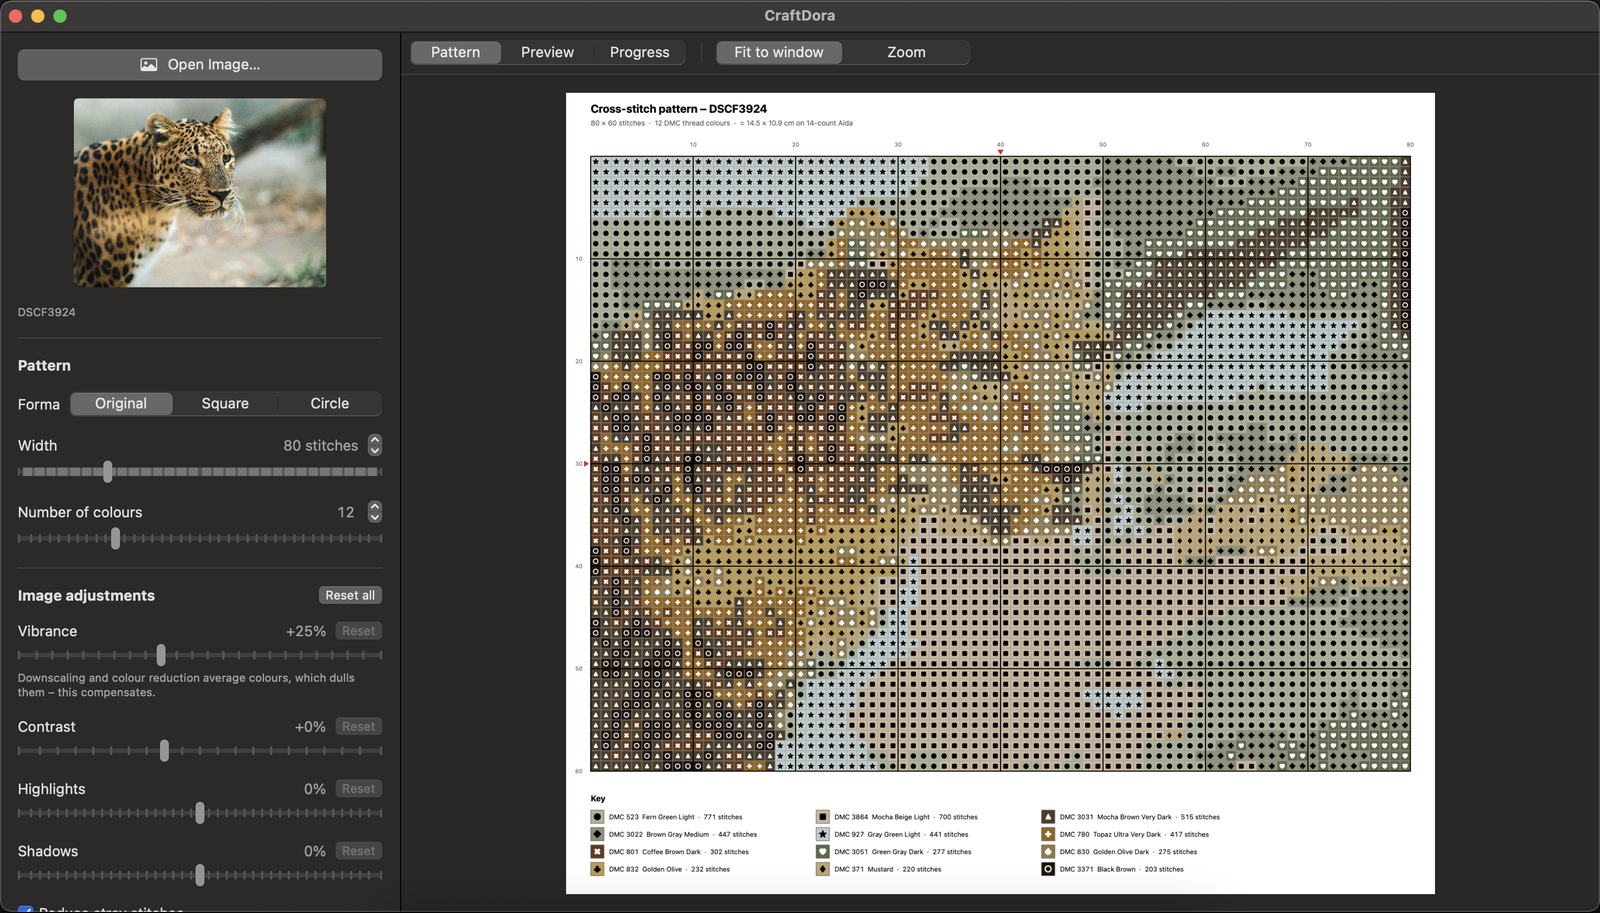 CraftDora
Open Image...
Pattern Preview Progress Fit to window Zoom
DSCF3924
Pattern
Forma Original Square Circle
Width 80 stitches
Number of colours 12
Image adjustments Reset all
Vibrance +25% Reset
Downscaling and colour reduction average colours, which dulls
them – this compensates.
Contrast +0% Reset
Highlights 0% Reset
Shadows 0% Reset
Reduce stray stitches
Cross-stitch pattern – DSCF3924
80 × 60 stitches · 12 DMC thread colours · ≈ 14.5 × 10.9 cm on 14-count Aida
10 20 30 40 50 60 70 80
10
20
30
40
50
60
Key
DMC 523 Fern Green Light · 771 stitches
DMC 3022 Brown Gray Medium · 447 stitches
DMC 801 Coffee Brown Dark · 302 stitches
DMC 832 Golden Olive · 232 stitches
DMC 3864 Mocha Beige Light · 700 stitches
DMC 927 Gray Green Light · 441 stitches
DMC 3051 Green Gray Dark · 277 stitches
DMC 371 Mustard · 220 stitches
DMC 3031 Mocha Brown Very Dark · 515 stitches
DMC 780 Topaz Ultra Very Dark · 417 stitches
DMC 830 Golden Olive Dark · 275 stitches
DMC 3371 Black Brown · 203 stitches